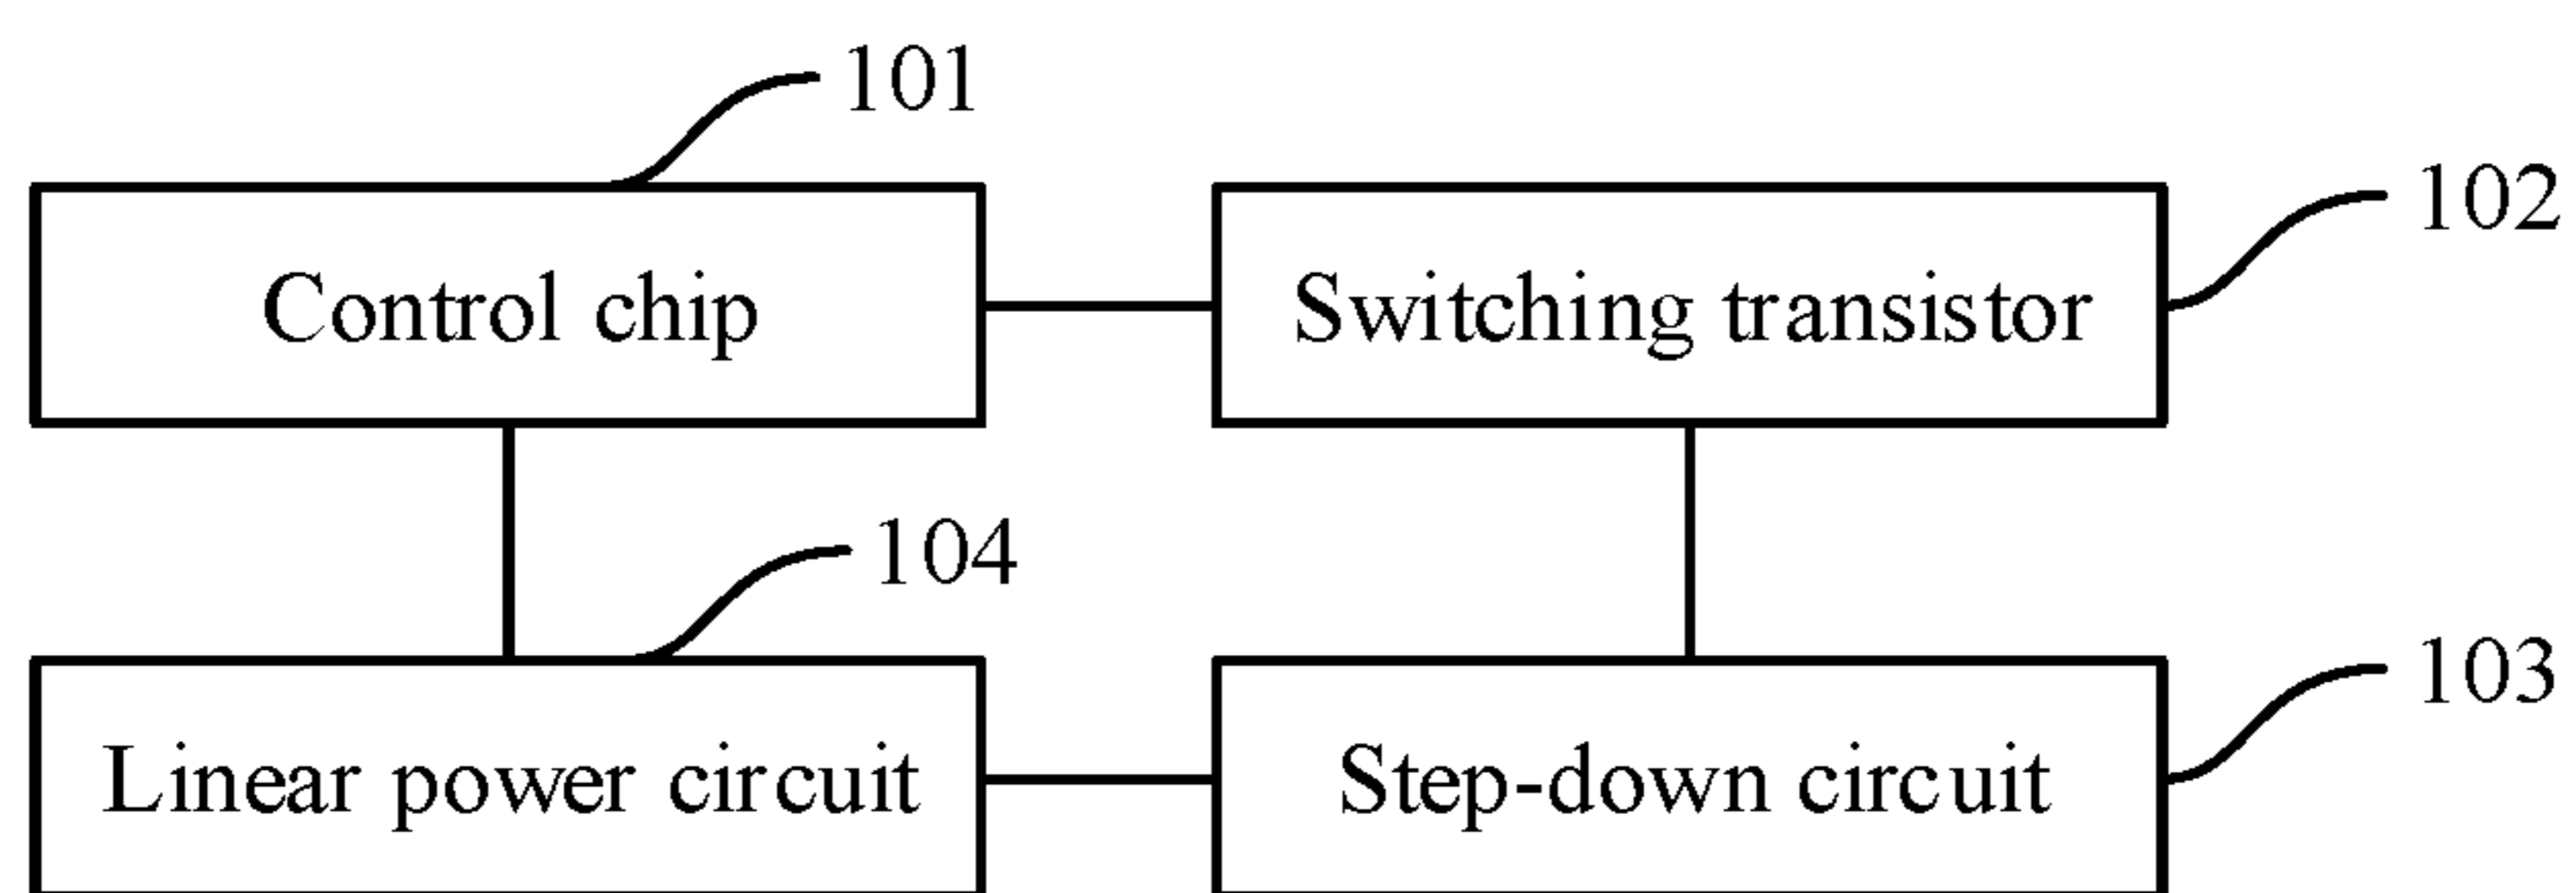 101
102
Control chip
Switching transistor
104
103
Linear power circuit
Step-down circuit